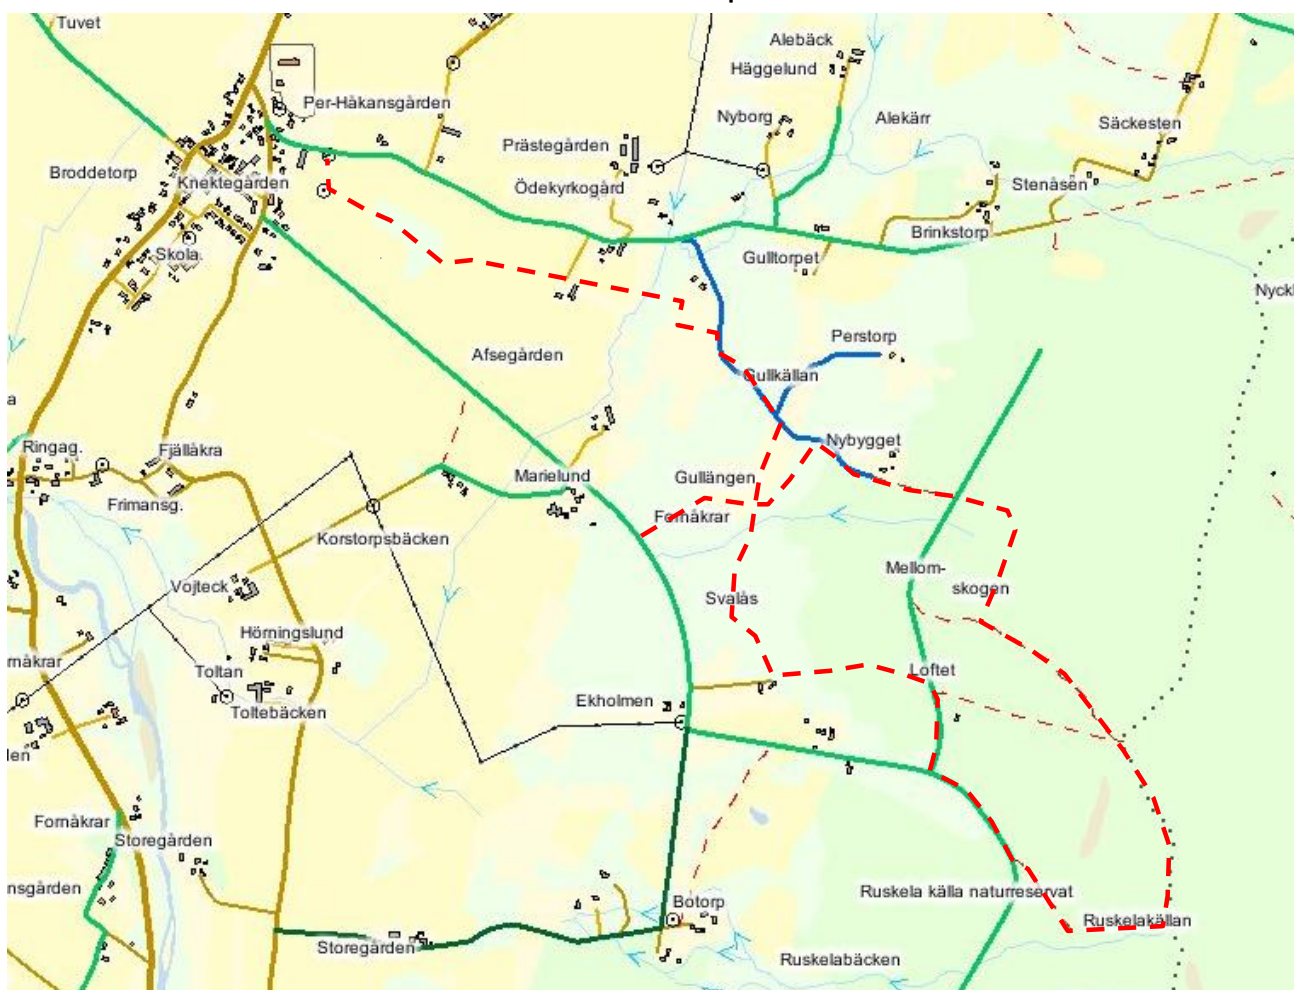 Tuvet
Alebäck
Häggelund
Per-Håkansgården
Nyborg
Alekärr
Säckesten
Prästegården
Broddetorp
Knektegården
Ödekyrkogård
Stenåsen
Brinkstorp
Skola
Gulltorpet
Nyckl
Perstorp
Afsegården
Gullkällan
a
Ringag.
Fjällåkra
Nybygget
Marielund
Gullängen
Frimansg.
Fornåkrar
Korstorpsbäcken
Mellom-
Vojteck
skogen
Svalås
Hörningslund
rnåkrar
Toltan
Loftet
Ekholmen
Toltebäcken
len
Fornåkrar
Storegården
nsgården
Ruskela källa naturreservat
Botorp
Ruskelakällan
Storegården
Ruskelabäcken